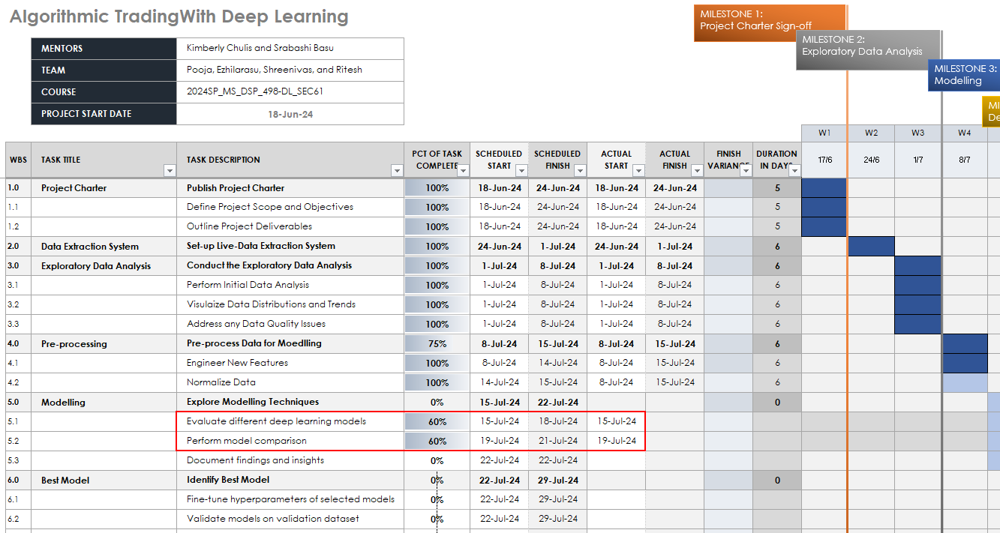 Algorithmic TradingWith Deep Learning
MILESTONE 1:
Project Charter Sign-off
MILESTONE 2:
Exploratory Data Analysis
MILESTONE 3:
Modelling
MI
De
MENTORS Kimberly Chulis and Srabashi Basu
TEAM Pooja, Ezhilarasu, Shreenivas, and Ritesh
COURSE 2024SP_MS_DSP_498-DL_SEC61
PROJECT START DATE 18-Jun-24
W1 W2 W3 W4
WBS TASK TITLE TASK DESCRIPTION PCT OF TASK COMPLETE SCHEDULED START SCHEDULED FINISH ACTUAL START ACTUAL FINISH FINISH VARIANCE DURATION IN DAYS 17/6 24/6 1/7 8/7
1.0 Project Charter Publish Project Charter 100% 18-Jun-24 24-Jun-24 18-Jun-24 24-Jun-24 5
1.1 Define Project Scope and Objectives 100% 18-Jun-24 24-Jun-24 18-Jun-24 24-Jun-24 5
1.2 Outline Project Deliverables 100% 18-Jun-24 24-Jun-24 18-Jun-24 24-Jun-24 5
2.0 Data Extraction System Set-up Live-Data Extraction System 100% 24-Jun-24 1-Jul-24 24-Jun-24 1-Jul-24 6
3.0 Exploratory Data Analysis Conduct the Exploratory Data Analysis 100% 1-Jul-24 8-Jul-24 1-Jul-24 8-Jul-24 6
3.1 Perform Initial Data Analysis 100% 1-Jul-24 8-Jul-24 1-Jul-24 8-Jul-24 6
3.2 Visulaize Data Distributions and Trends 100% 1-Jul-24 8-Jul-24 1-Jul-24 8-Jul-24 6
3.3 Address any Data Quality Issues 100% 1-Jul-24 8-Jul-24 1-Jul-24 8-Jul-24 6
4.0 Pre-processing Pre-process Data for Moedlling 75% 8-Jul-24 15-Jul-24 8-Jul-24 15-Jul-24 6
4.1 Engineer New Features 100% 8-Jul-24 14-Jul-24 8-Jul-24 15-Jul-24 6
4.2 Normalize Data 100% 14-Jul-24 15-Jul-24 8-Jul-24 15-Jul-24 6
5.0 Modelling Explore Modelling Techniques 0% 15-Jul-24 22-Jul-24 0
5.1 Evaluate different deep learning models 60% 15-Jul-24 18-Jul-24 15-Jul-24
5.2 Perform model comparison 60% 19-Jul-24 21-Jul-24 19-Jul-24
5.3 Document findings and insights 0% 22-Jul-24 22-Jul-24
6.0 Best Model Identify Best Model 0% 22-Jul-24 29-Jul-24 0
6.1 Fine-tune hyperparameters of selected models 0% 22-Jul-24 29-Jul-24
6.2 Validate models on validation dataset 0% 22-Jul-24 29-Jul-24